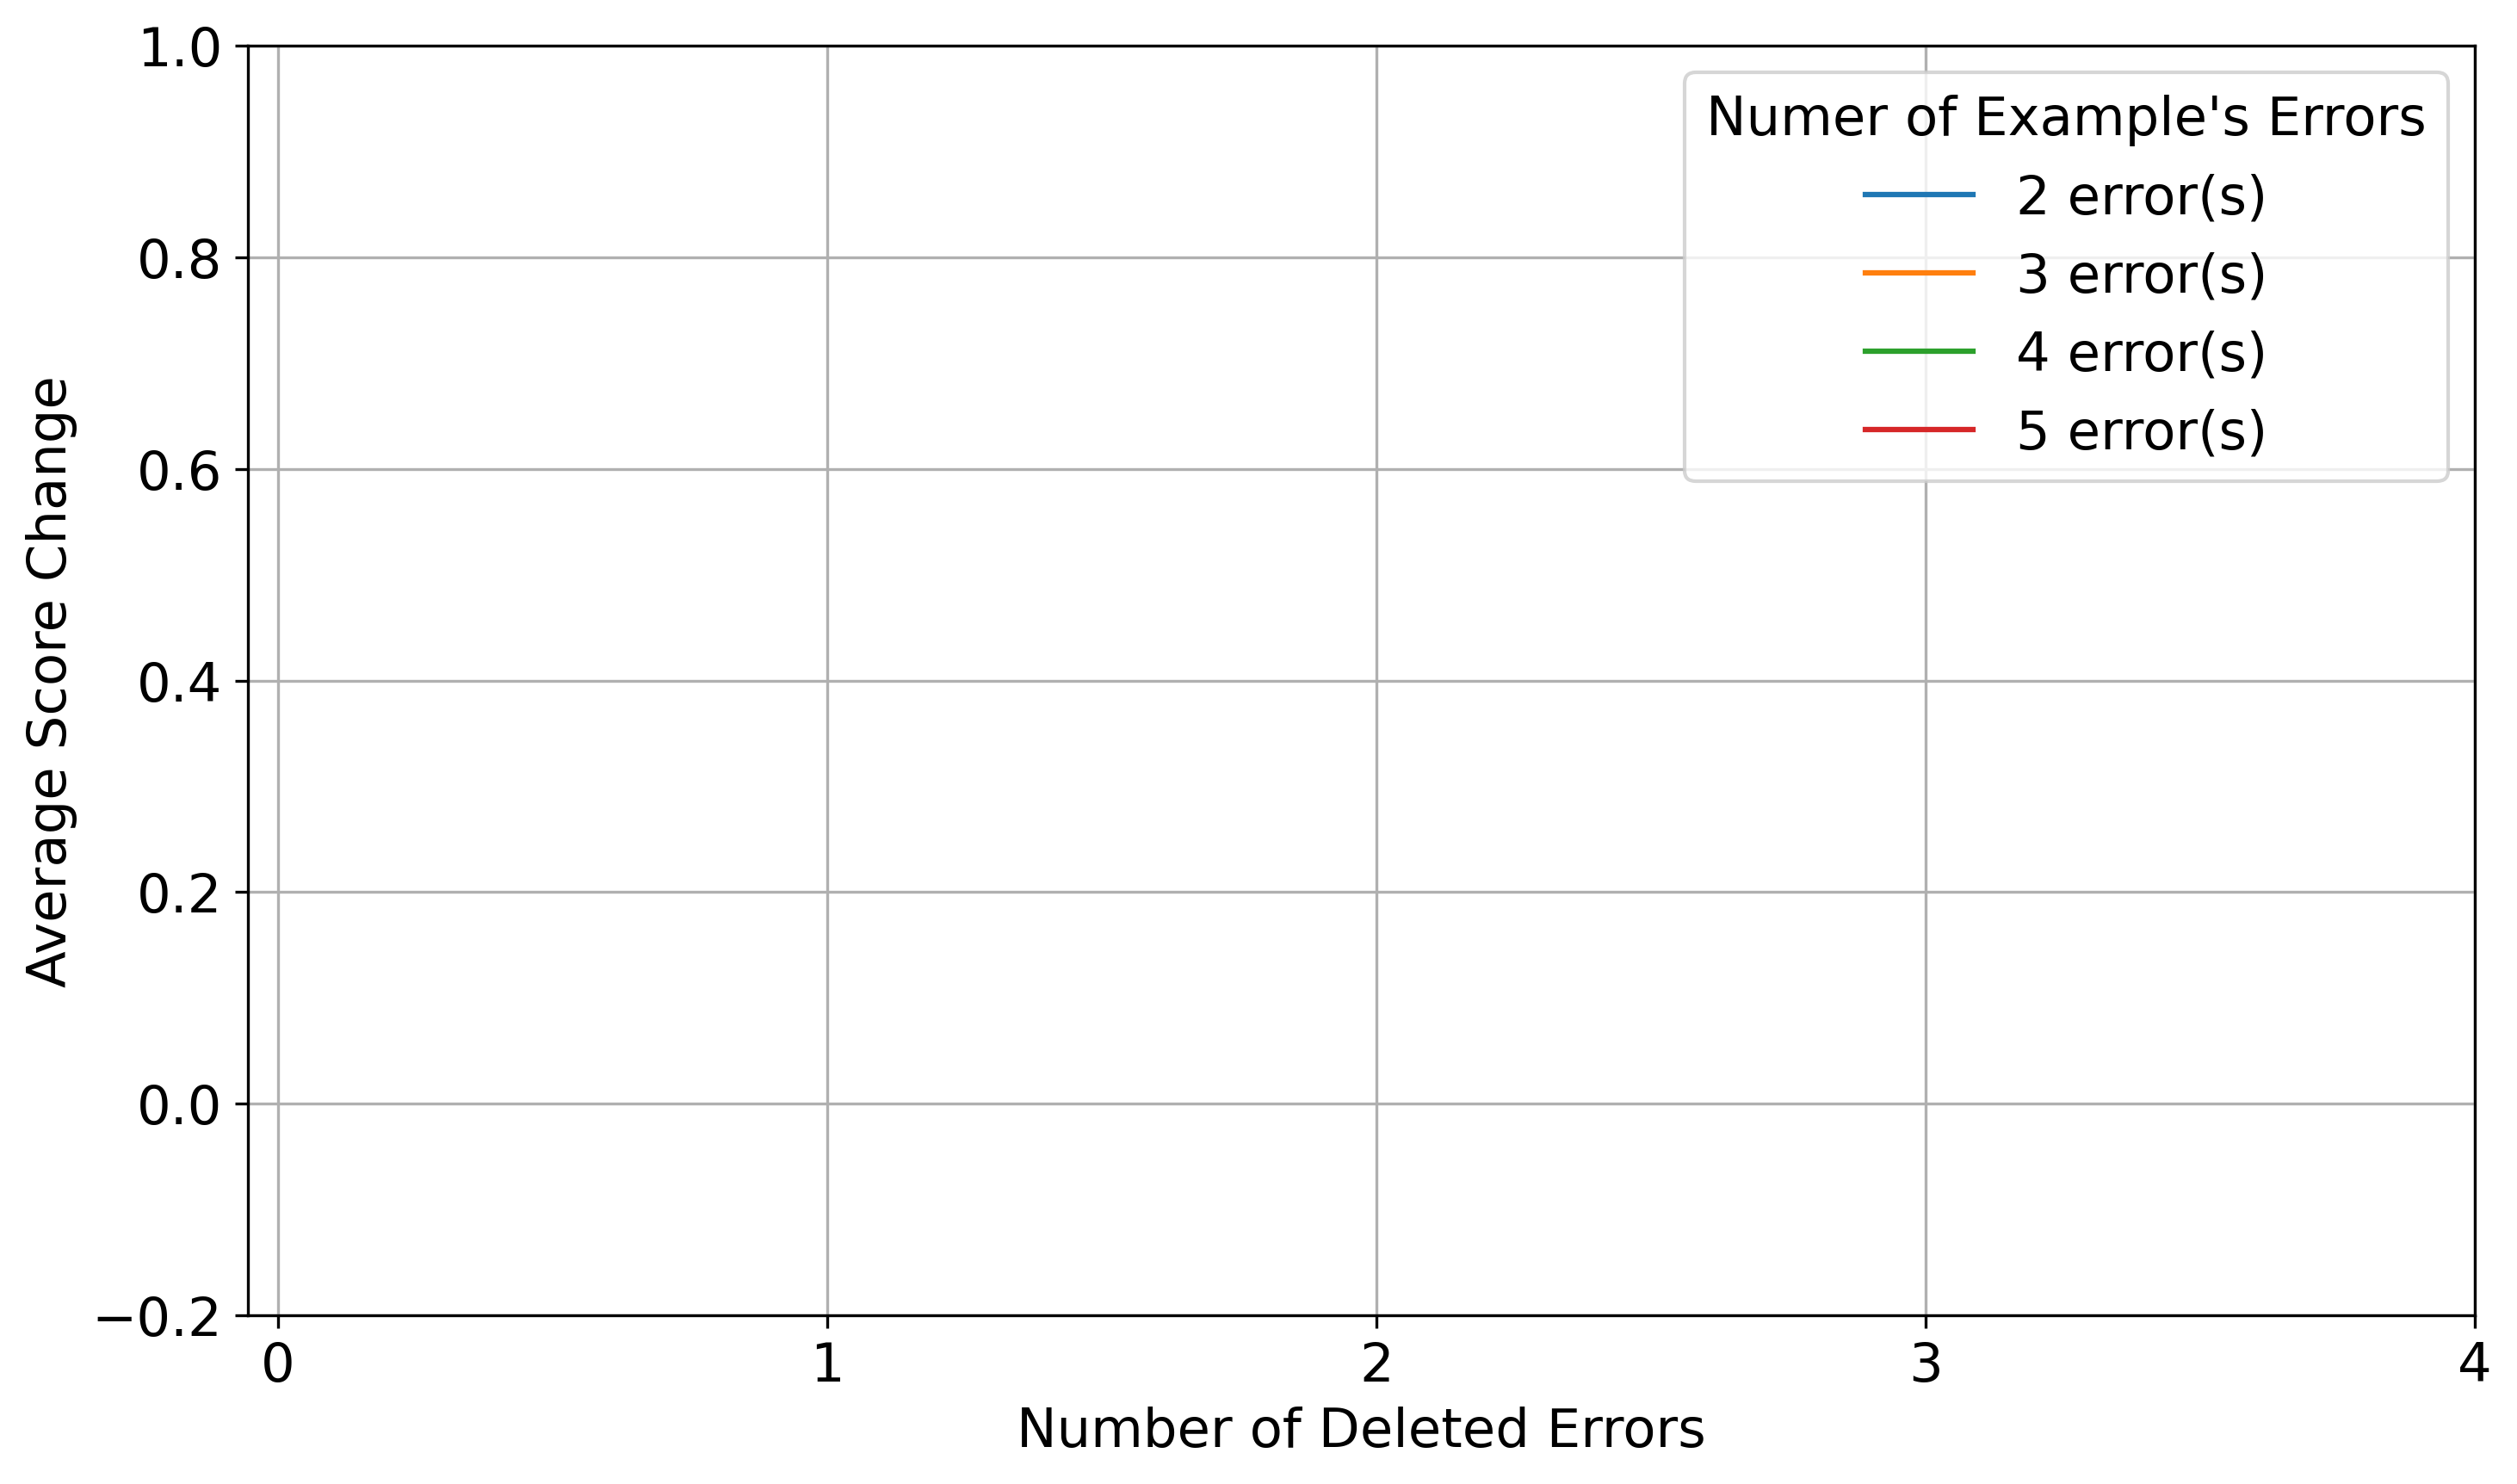 1.0
0.8
0.6
0.4
0.2
0.0
−0.2
Average Score Change
Numer of Example's Errors
2 error(s)
3 error(s)
4 error(s)
5 error(s)
0 1 2 3 4
Number of Deleted Errors